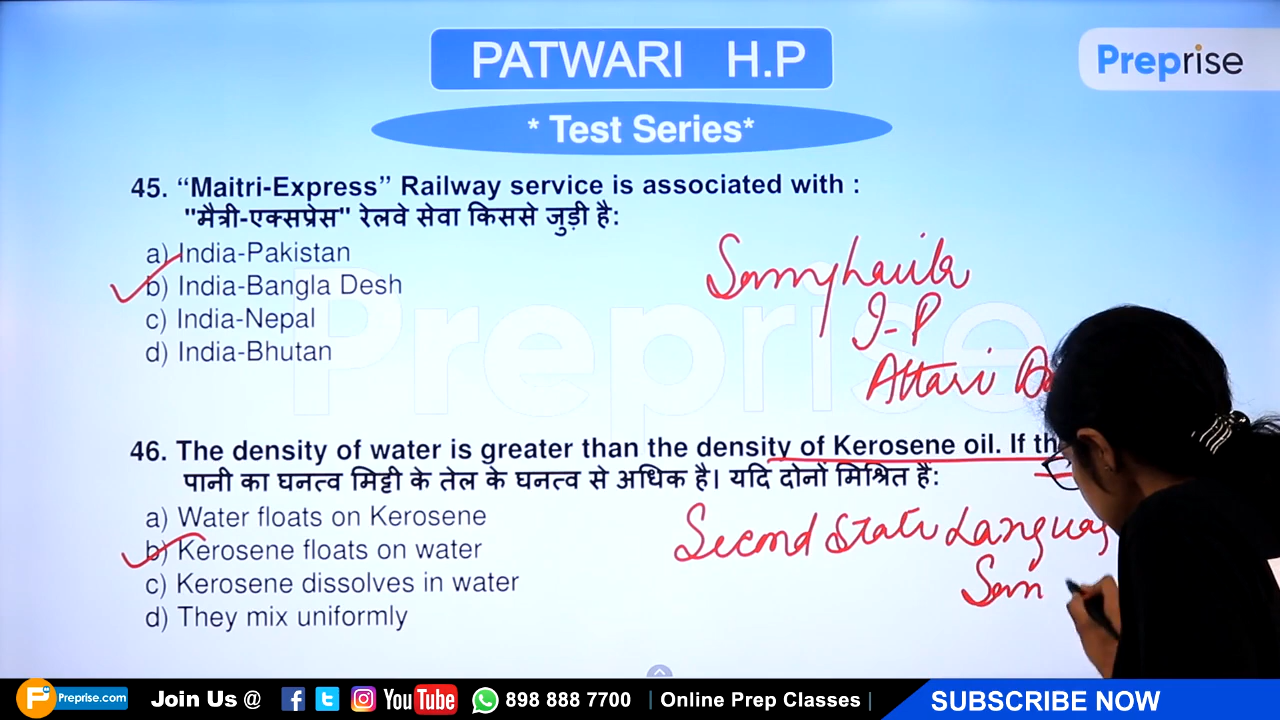 PATWARI H.P
Preprise
* Test Series*
45. “Maitri-Express” Railway service is associated with :
"मैत्री-एक्सप्रेस" रेलवे सेवा किससे जुड़ी है:
a) India-Pakistan
b) India-Bangla Desh
c) India-Nepal
d) India-Bhutan
I-P
Attari
Preprise
46. The density of water is greater than the density of Kerosene oil. If th
पानी का घनत्व मिट्टी के तेल के घनत्व से अधिक है। यदि दोनों मिश्रित हैं:
a) Water floats on Kerosene
b) Kerosene floats on water
c) Kerosene dissolves in water
d) They mix uniformly
Second State Languag
San
P Preprise.com Join Us @ YouTube 898 888 7700 | Online Prep Classes | SUBSCRIBE NOW